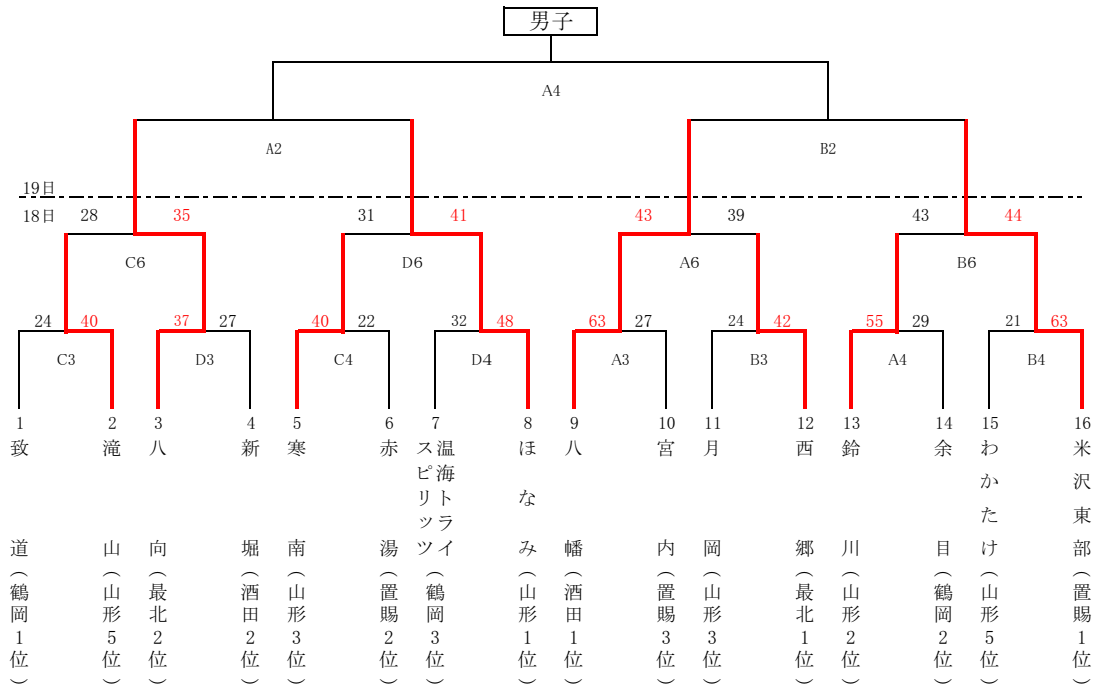 男子
A4
A2 B2
19日
18日 28 35 31 41 43 39 43 44
C6 D6 A6 B6
24 40 37 27 40 22 32 48 63 27 24 42 55 29 21 63
C3 D3 C4 D4 A3 B3 A4 B4
1 2 3 4 5 6 7 8 9 10 11 12 13 14 15 16
致道(鶴岡1位)
滝山(山形5位)
八向(最北2位)
新堀(酒田2位)
寒南(山形3位)
赤湯(置賜2位)
温海トライ
スピリッツ(鶴岡3位)
ほなみ(山形1位)
八幡(酒田1位)
宮内(置賜3位)
月岡(山形3位)
西郷(最北1位)
鈴川(山形2位)
余目(鶴岡2位)
わかたけ(山形5位)
米沢東部(置賜1位)